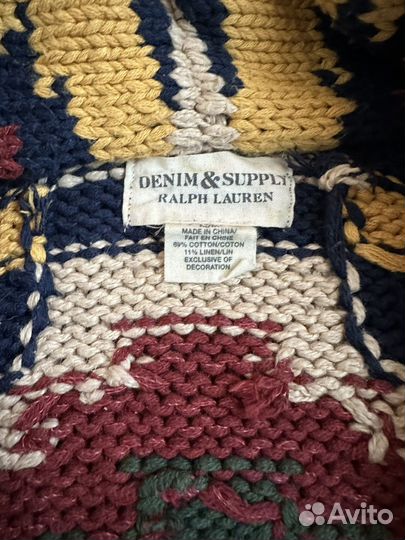 DENIM & SUPPLY
RALPH LAUREN
MADE IN CHINA/
FAIT EN CHINE
89% COTTON/COTON
11% LINEN/LIN
EXCLUSIVE OF
DECORATION
Avito